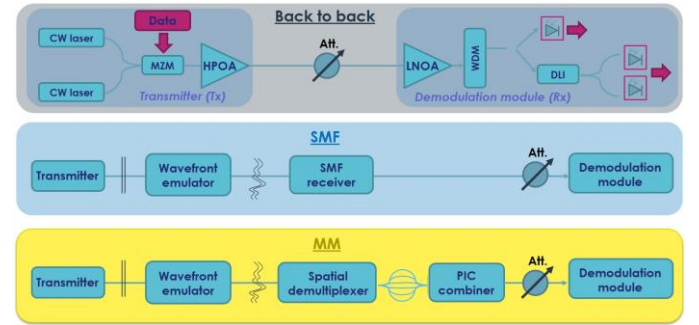 Back to back
Data
CW laser
CW laser
MZM
HPOA
Transmitter (Tx)
Att.
LNOA
WDM
DLI
Demodulation module (Rx)
SMF
Transmitter
Wavefront
emulator
SMF
receiver
Att.
Demodulation
module
MM
Transmitter
Wavefront
emulator
Spatial
demultiplexer
PIC
combiner
Att.
Demodulation
module